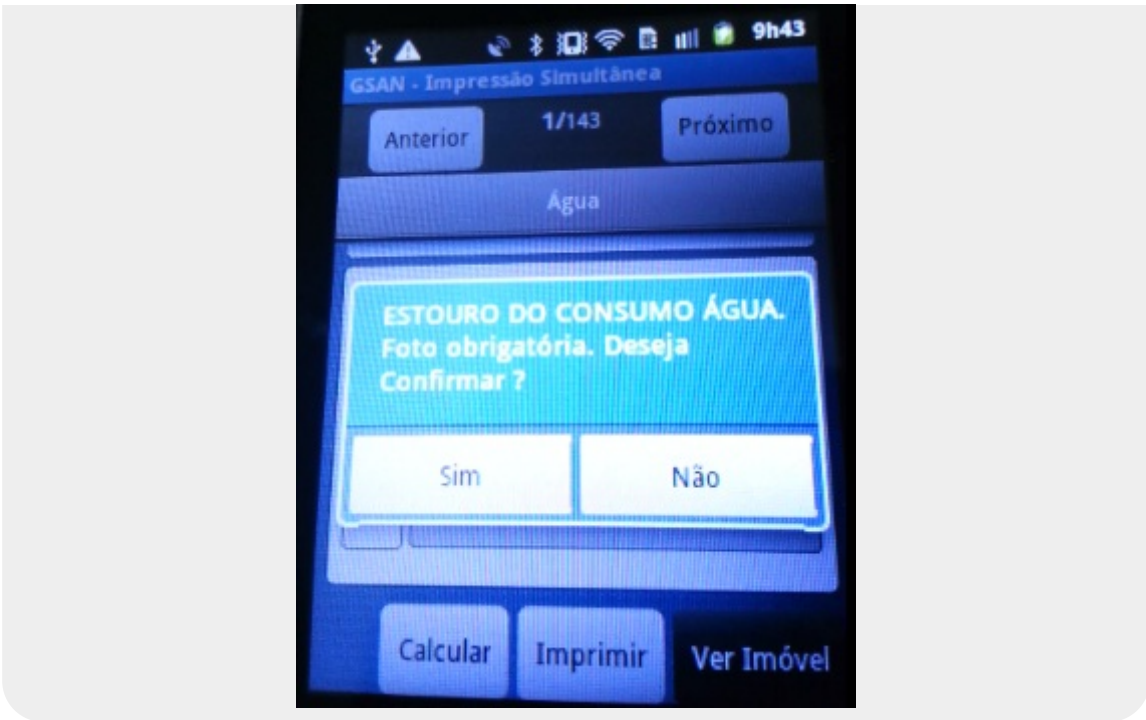 9h43
GSAN - Impressão Simultânea
Anterior
1/143
Próximo
Água
ESTOURO DO CONSUMO ÁGUA.
Foto obrigatória. Deseja
Confirmar ?
Sim
Não
Calcular
Imprimir
Ver Imóvel